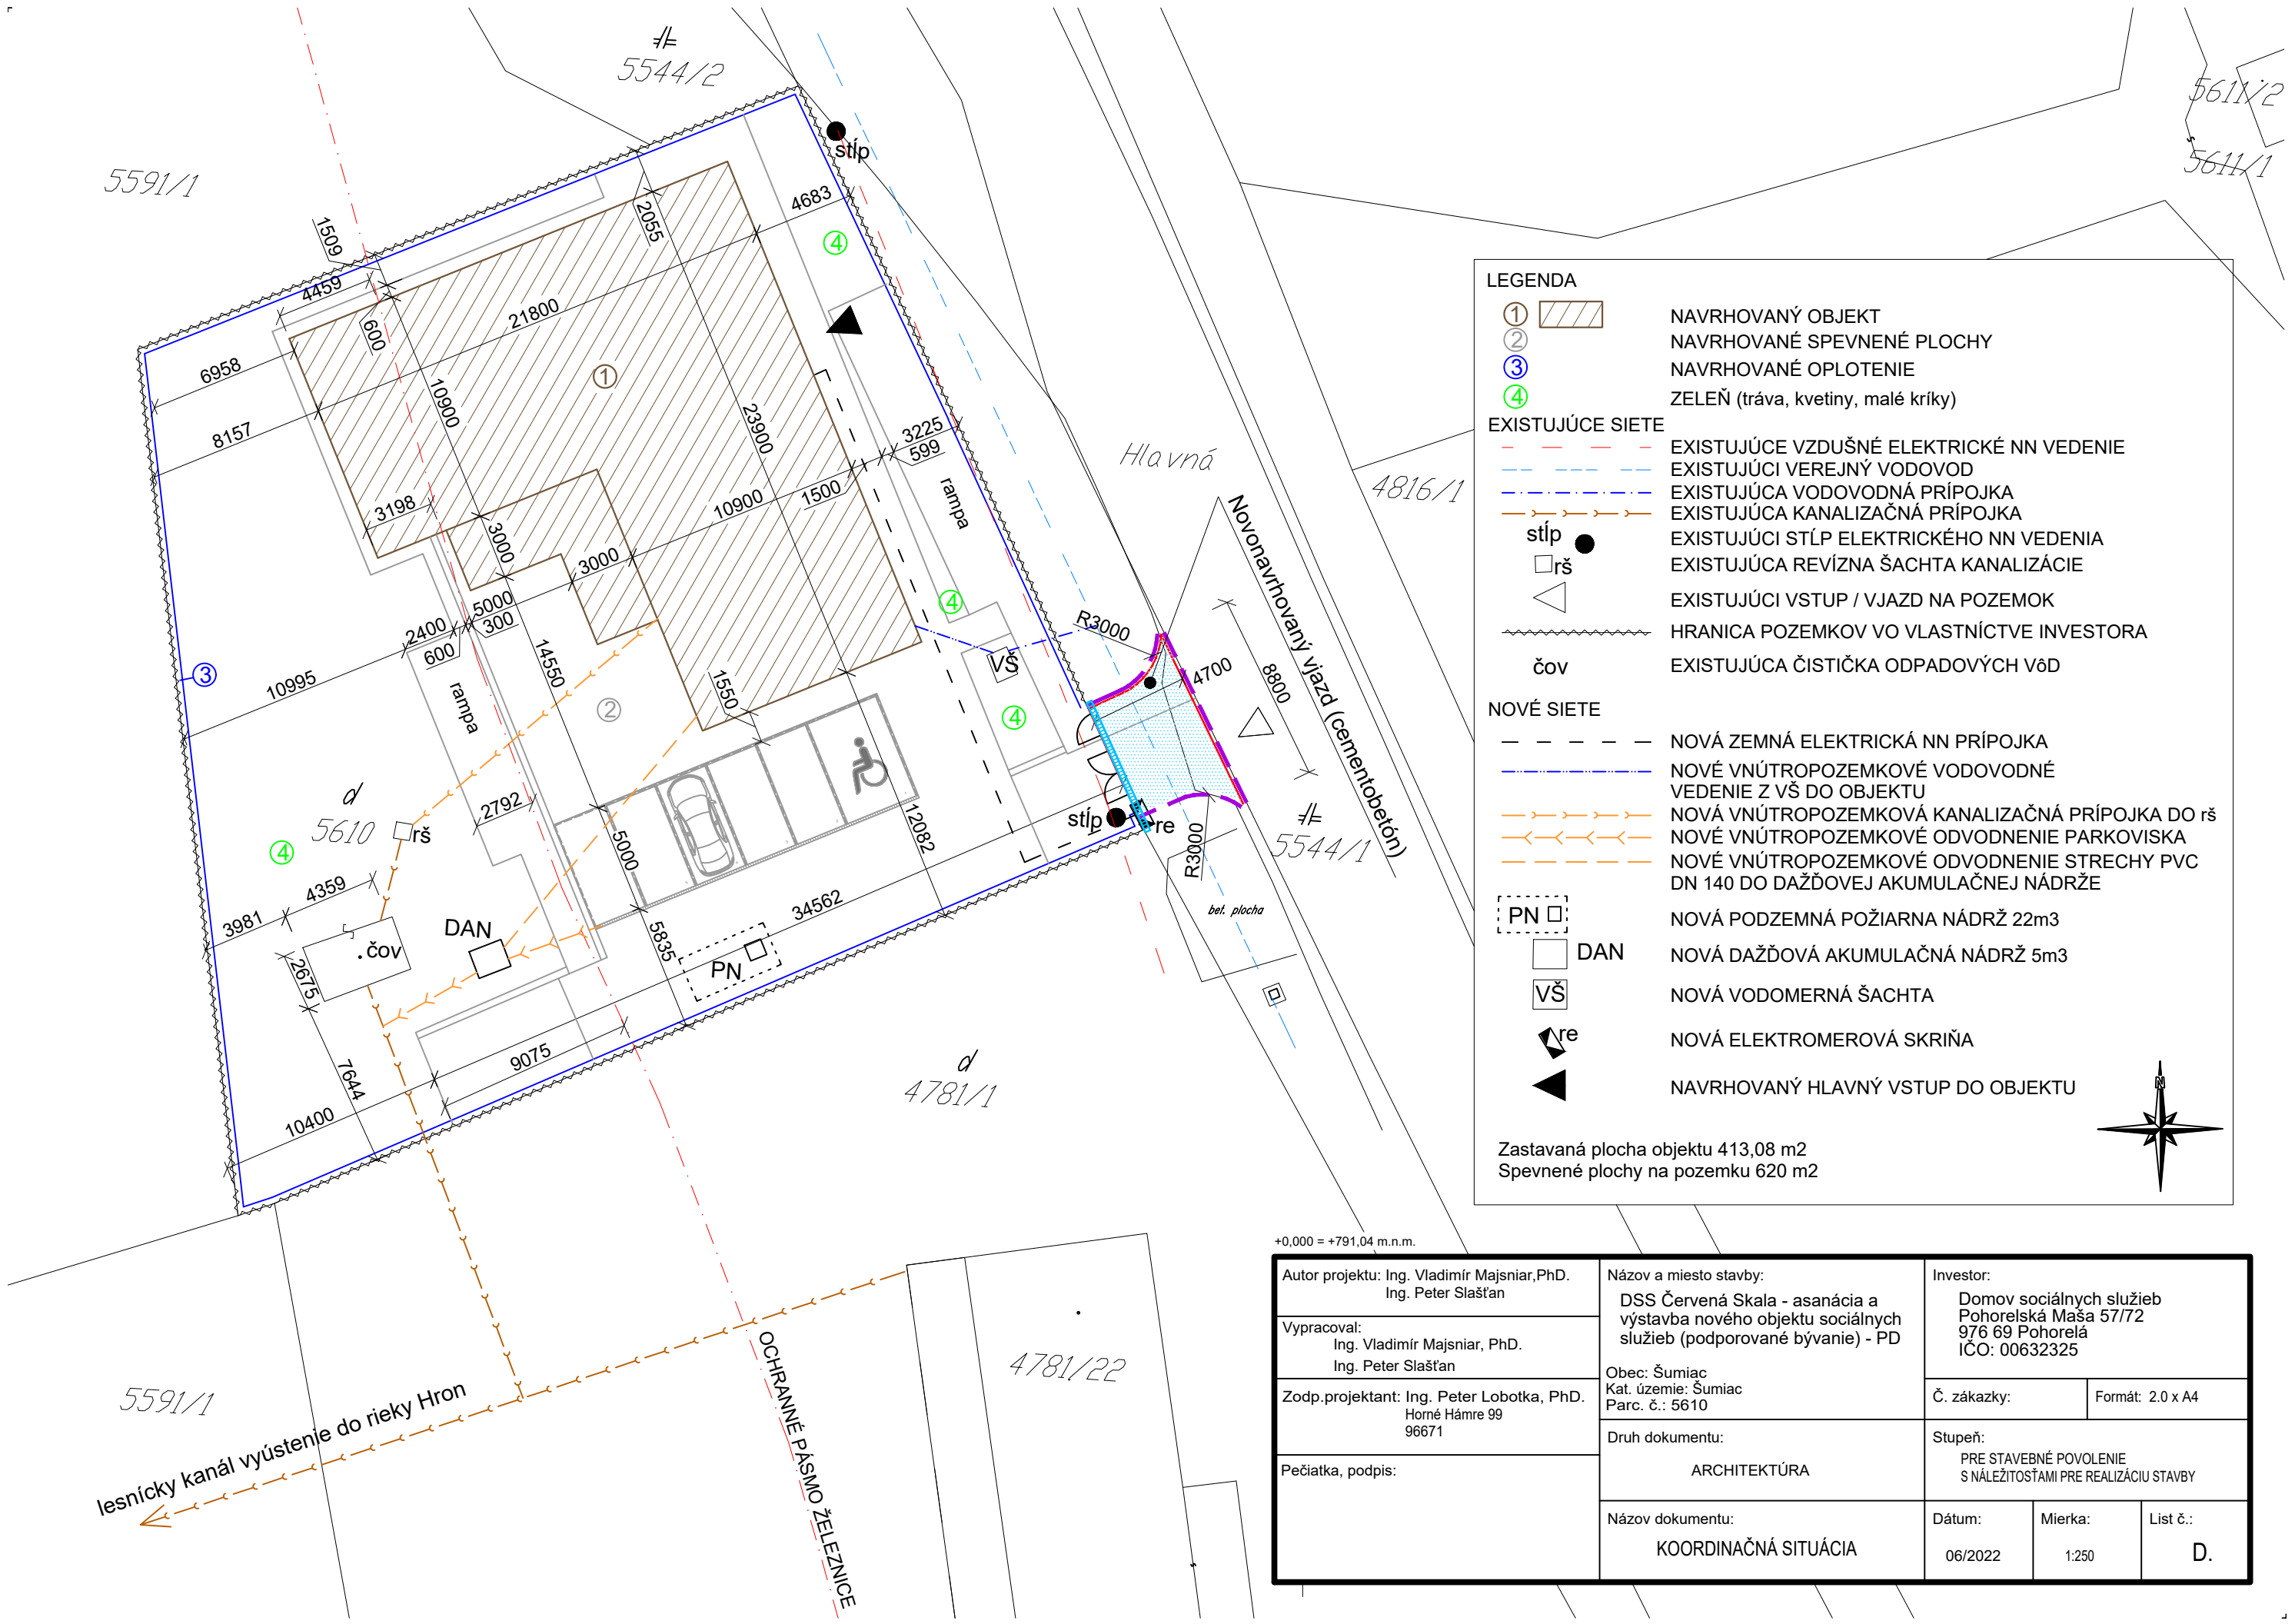 5544/2
5611/2
5611/1
5591/1
stĺp
4683
2055
1509
4459
600
21800
6958
8157
10900
23900
3225
599
rampa
Hlavná
4816/1
3198
3000
10900
1500
3000
5000
300
2400
600
14550
10995
rampa
1550
VŠ
R3000
4700
8800
Novonavrhovaný vjazd (cementobetón)
1
2
3
4
4
4
4
2792
5000
12082
stĺp
re
R3000
5544/1
bet. plocha
d
5610
rš
4359
3981
čov
2675
DAN
5835
PN
34562
9075
7644
10400
d
4781/1
4781/22
5591/1
lesnícky kanál vyústenie do rieky Hron
OCHRANNÉ PÁSMO ŽELEZNICE
LEGENDA
1 NAVRHOVANÝ OBJEKT
2 NAVRHOVANÉ SPEVNENÉ PLOCHY
3 NAVRHOVANÉ OPLOTENIE
4 ZELEŇ (tráva, kvetiny, malé kríky)
EXISTUJÚCE SIETE
EXISTUJÚCE VZDUŠNÉ ELEKTRICKÉ NN VEDENIE
EXISTUJÚCI VEREJNÝ VODOVOD
EXISTUJÚCA VODOVODNÁ PRÍPOJKA
EXISTUJÚCA KANALIZAČNÁ PRÍPOJKA
stĺp EXISTUJÚCI STĹP ELEKTRICKÉHO NN VEDENIA
rš EXISTUJÚCA REVÍZNA ŠACHTA KANALIZÁCIE
EXISTUJÚCI VSTUP / VJAZD NA POZEMOK
HRANICA POZEMKOV VO VLASTNÍCTVE INVESTORA
čov EXISTUJÚCA ČISTIČKA ODPADOVÝCH VôD
NOVÉ SIETE
NOVÁ ZEMNÁ ELEKTRICKÁ NN PRÍPOJKA
NOVÉ VNÚTROPOZEMKOVÉ VODOVODNÉ
VEDENIE Z VŠ DO OBJEKTU
NOVÁ VNÚTROPOZEMKOVÁ KANALIZAČNÁ PRÍPOJKA DO rš
NOVÉ VNÚTROPOZEMKOVÉ ODVODNENIE PARKOVISKA
NOVÉ VNÚTROPOZEMKOVÉ ODVODNENIE STRECHY PVC
DN 140 DO DAŽĎOVEJ AKUMULAČNEJ NÁDRŽE
PN NOVÁ PODZEMNÁ POŽIARNA NÁDRŽ 22m3
DAN NOVÁ DAŽĎOVÁ AKUMULAČNÁ NÁDRŽ 5m3
VŠ NOVÁ VODOMERNÁ ŠACHTA
re NOVÁ ELEKTROMEROVÁ SKRIŇA
NAVRHOVANÝ HLAVNÝ VSTUP DO OBJEKTU
N
Zastavaná plocha objektu 413,08 m2
Spevnené plochy na pozemku 620 m2
+0,000 = +791,04 m.n.m.
Autor projektu: Ing. Vladimír Majsniar,PhD.
Ing. Peter Slašťan
Vypracoval:
Ing. Vladimír Majsniar, PhD.
Ing. Peter Slašťan
Zodp.projektant: Ing. Peter Lobotka, PhD.
Horné Hámre 99
96671
Pečiatka, podpis:
Názov a miesto stavby:
DSS Červená Skala - asanácia a
výstavba nového objektu sociálnych
služieb (podporované bývanie) - PD
Obec: Šumiac
Kat. územie: Šumiac
Parc. č.: 5610
Druh dokumentu:
ARCHITEKTÚRA
Názov dokumentu:
KOORDINAČNÁ SITUÁCIA
Investor:
Domov sociálnych služieb
Pohorelská Maša 57/72
976 69 Pohorelá
IČO: 00632325
Č. zákazky:
Formát: 2.0 x A4
Stupeň:
PRE STAVEBNÉ POVOLENIE
S NÁLEŽITOSŤAMI PRE REALIZÁCIU STAVBY
Dátum:
06/2022
Mierka:
1:250
List č.:
D.